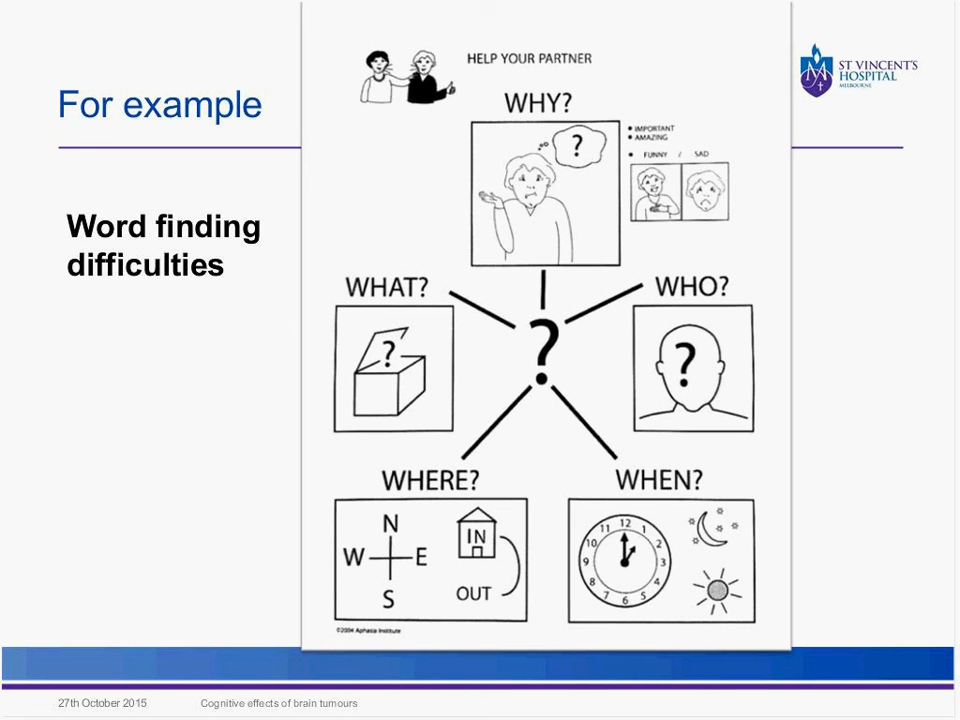 For example
ST VINCENT'S
HOSPITAL
MELBOURNE
Word finding
difficulties
HELP YOUR PARTNER
WHY?
?
• IMPORTANT
• AMAZING
• FUNNY / SAD
WHAT?
?
WHO?
?
?
WHERE?
N
W E
S
IN
OUT
WHEN?
12
11 1
10 2
9 3
8 4
7 5
6
©2004 Aphasia Institute
27th October 2015
Cognitive effects of brain tumours